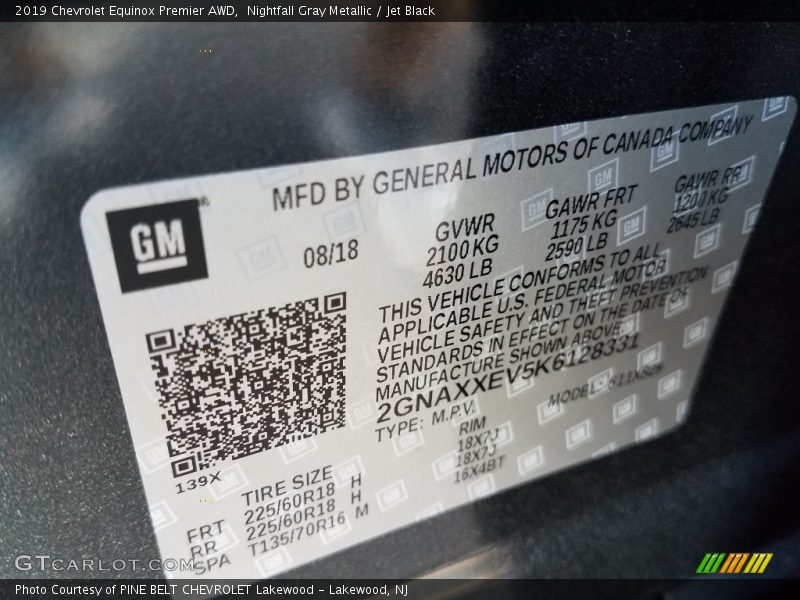 2019 Chevrolet Equinox Premier AWD,  Nightfall Gray Metallic / Jet Black
MFD BY GENERAL MOTORS OF CANADA COMPANY
GM
08/18
GVWR
2100 KG
4630 LB
GAWR FRT
1175 KG
2590 LB
GAWR RR
1200 KG
2645 LB
THIS VEHICLE CONFORMS TO ALL
APPLICABLE U.S. FEDERAL MOTOR
VEHICLE SAFETY AND THEFT PREVENTION
STANDARDS IN EFFECT ON THE DATE OF
MANUFACTURE SHOWN ABOVE
2GNAXXEV5K6128331
TYPE: M.P.V.
MODEL:
139X
TIRE SIZE
RIM
FRT 225/60R18 H 18X7J
RR 225/60R18 H 18X7J
SPA T135/70R16 M 16X4BT
GTcarlot.com
Photo Courtesy of PINE BELT CHEVROLET Lakewood - Lakewood, NJ